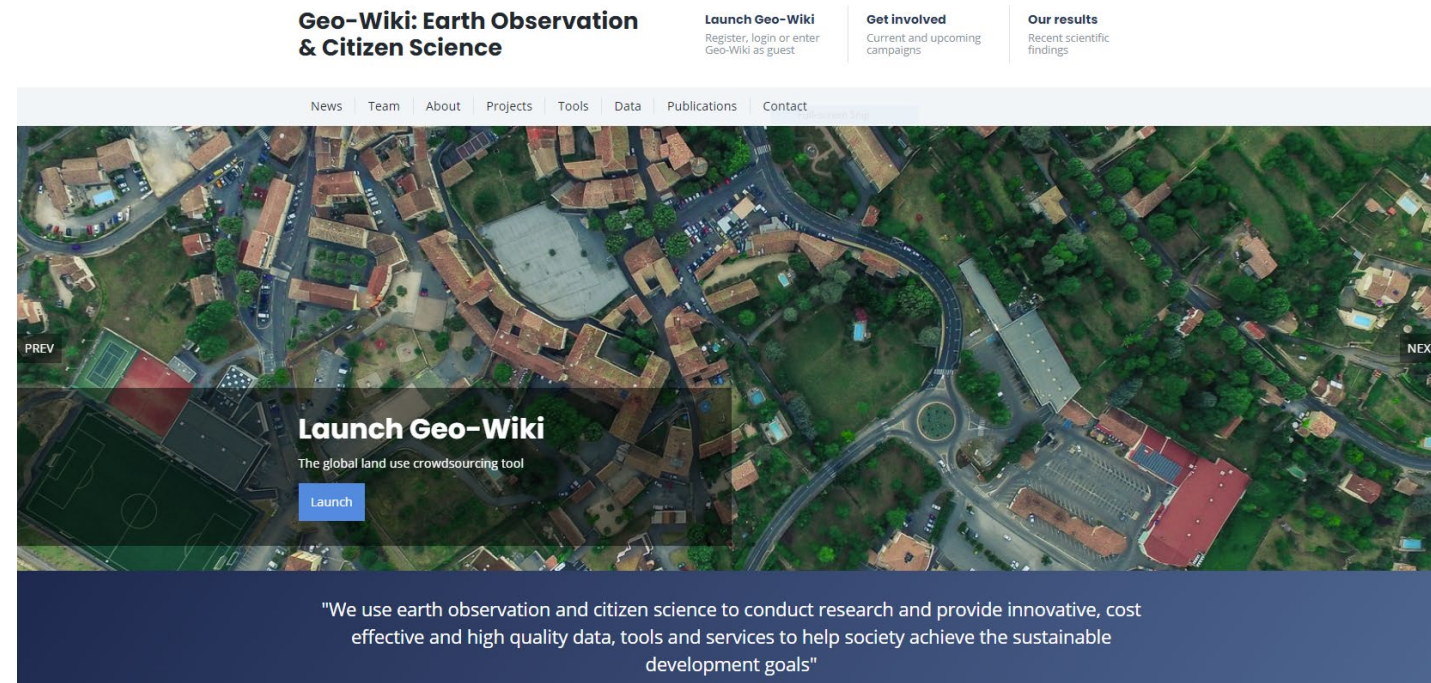 Geo-Wiki: Earth Observation
& Citizen Science
Launch Geo-Wiki
Register, login or enter
Geo-Wiki as guest
Get involved
Current and upcoming
campaigns
Our results
Recent scientific
findings
News Team About Projects Tools Data Publications Contact
Full-screen Snip
PREV
NEX
Launch Geo-Wiki
The global land use crowdsourcing tool
Launch
"We use earth observation and citizen science to conduct research and provide innovative, cost
effective and high quality data, tools and services to help society achieve the sustainable
development goals"